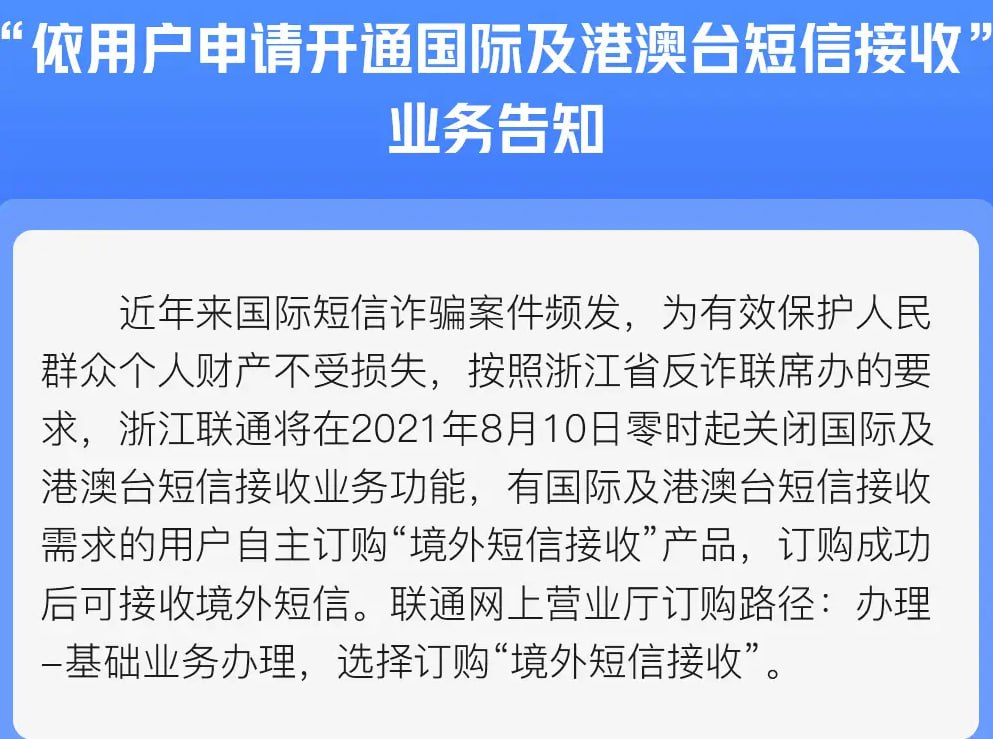 “依用户申请开通国际及港澳台短信接收”
业务告知
近年来国际短信诈骗案件频发，为有效保护人民
群众个人财产不受损失，按照浙江省反诈联席办的要
求，浙江联通将在2021年8月10日零时起关闭国际及
港澳台短信接收业务功能，有国际及港澳台短信接收
需求的用户自主订购“境外短信接收”产品，订购成功
后可接收境外短信。联通网上营业厅订购路径：办理
–基础业务办理，选择订购“境外短信接收”。